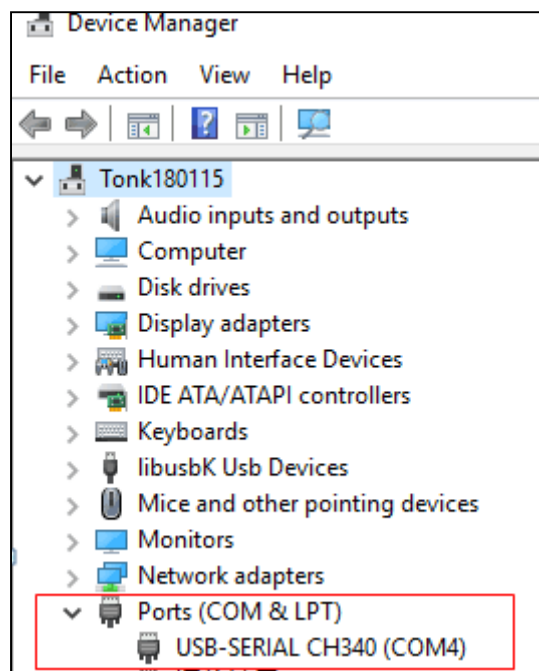 Device Manager
File Action View Help
Tonk180115
Audio inputs and outputs
Computer
Disk drives
Display adapters
Human Interface Devices
IDE ATA/ATAPI controllers
Keyboards
libusbK Usb Devices
Mice and other pointing devices
Monitors
Network adapters
Ports (COM & LPT)
USB-SERIAL CH340 (COM4)